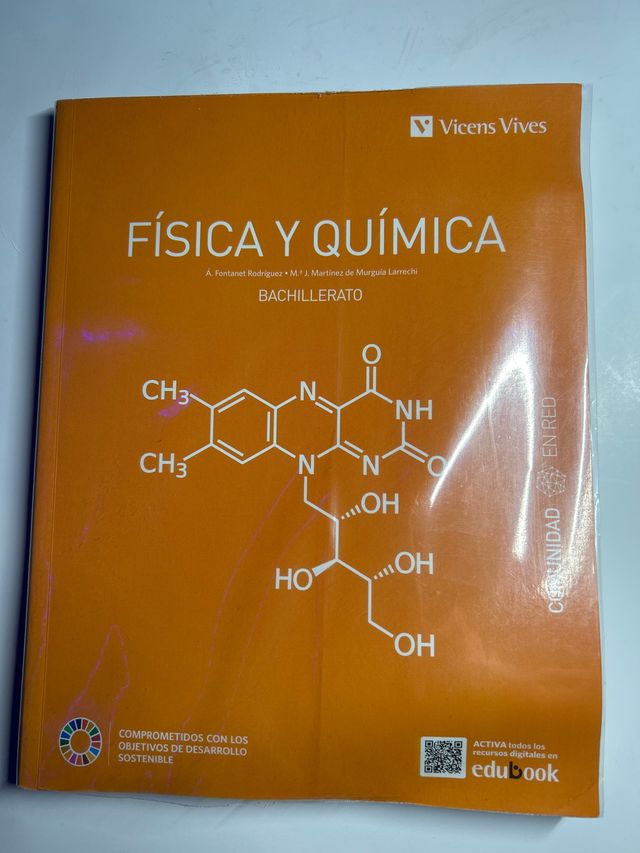 Vicens Vives
FÍSICA Y QUÍMICA
Á. Fontanet Rodríguez • M.ª J. Martínez de Murguía Larrechi
BACHILLERATO
O
CH₃
N
NH
CH₃
N
N
O
OH
HO
OH
OH
COMUNIDAD EN RED
COMPROMETIDOS CON LOS
OBJETIVOS DE DESARROLLO
SOSTENIBLE
ACTIVA todos los
recursos digitales en
edubook